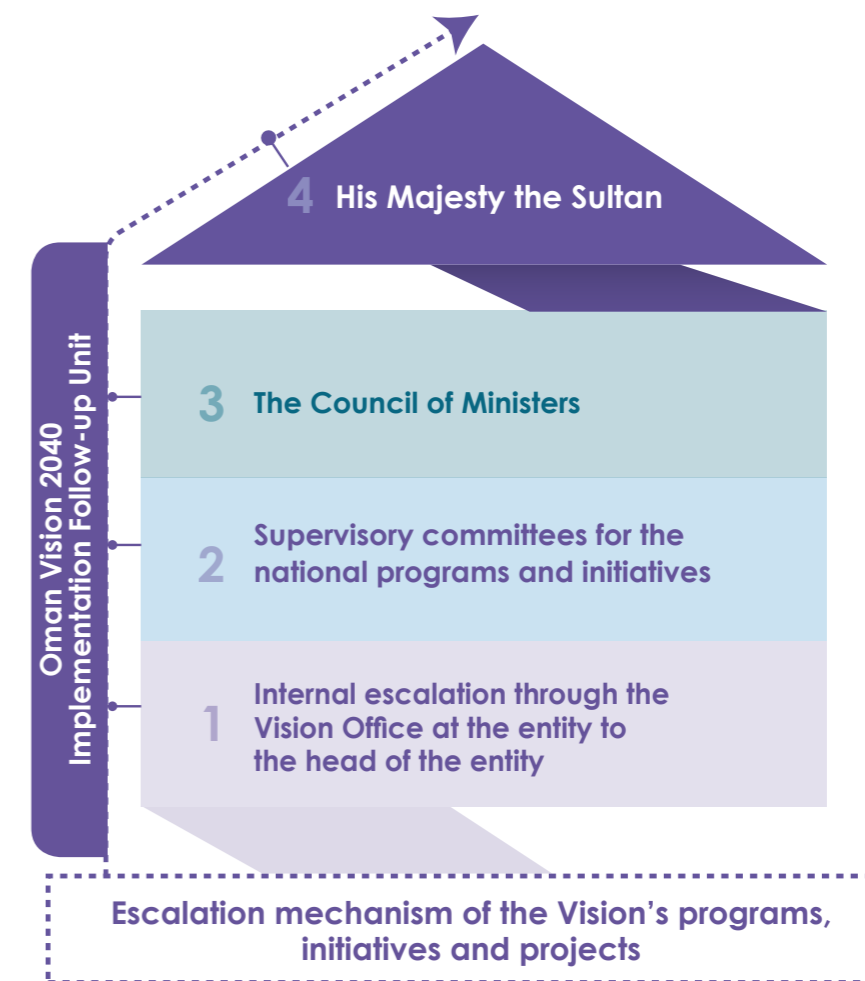 4 His Majesty the Sultan
Oman Vision 2040
Implementation Follow-up Unit
3 The Council of Ministers
2 Supervisory committees for the
national programs and initiatives
1 Internal escalation through the
Vision Office at the entity to
the head of the entity
Escalation mechanism of the Vision's programs,
initiatives and projects